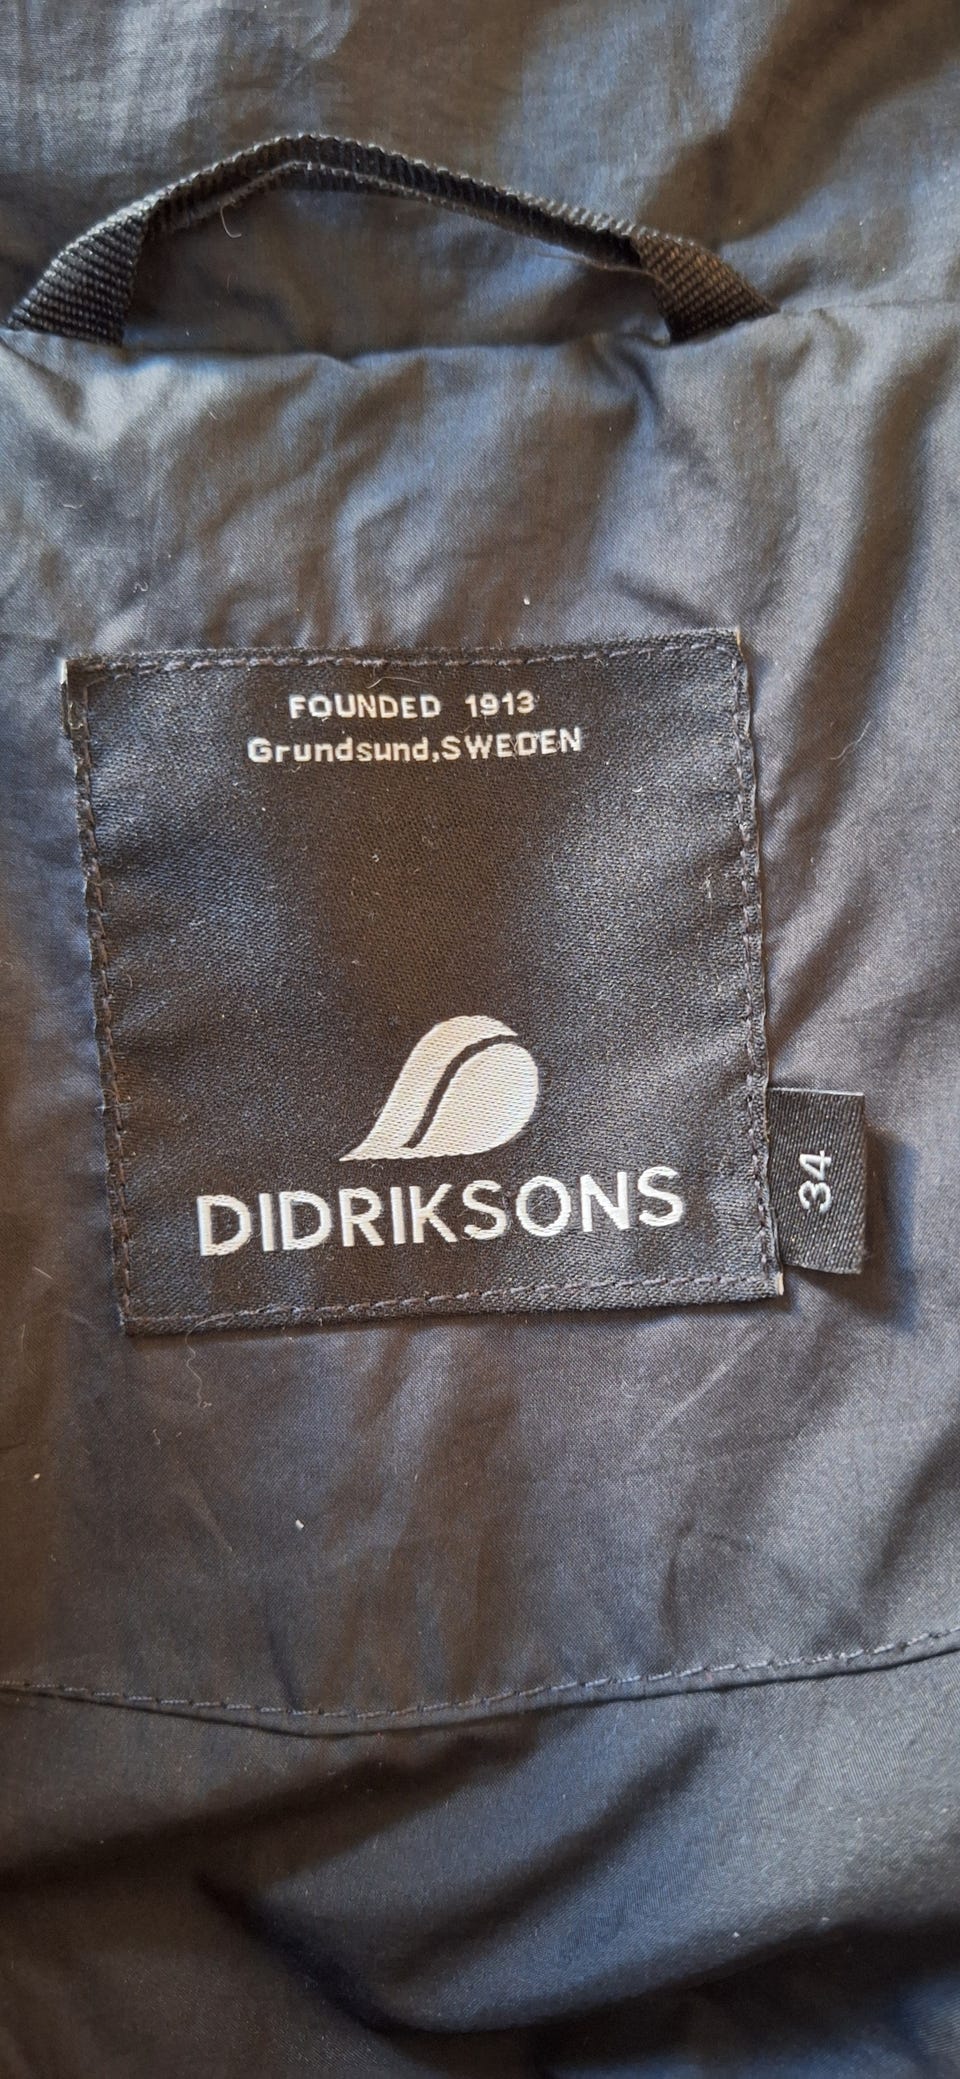 FOUNDED 1913
Grundsund,SWEDEN
DIDRIKSONS
34